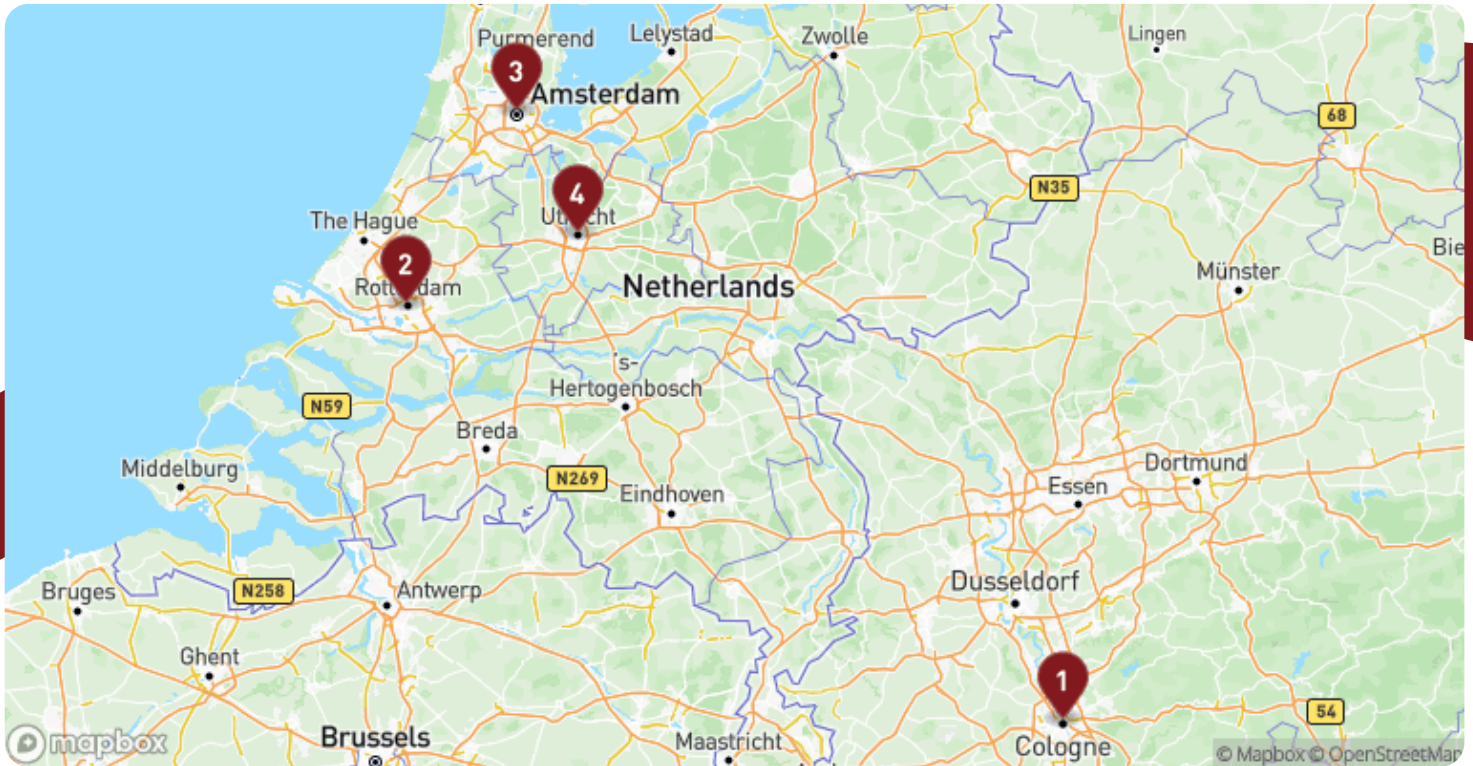 Purmerend
Lelystad
Zwolle
Lingen
3
Amsterdam
68
4
N35
Utrecht
The Hague
2
Rotterdam
Netherlands
Münster
Bie
's-
Hertogenbosch
N59
Breda
Middelburg
N269
Eindhoven
Essen
Dortmund
Bruges
N258
Antwerp
Dusseldorf
Ghent
1
54
Brussels
Maastricht
Cologne
mapbox
© Mapbox © OpenStreetMap